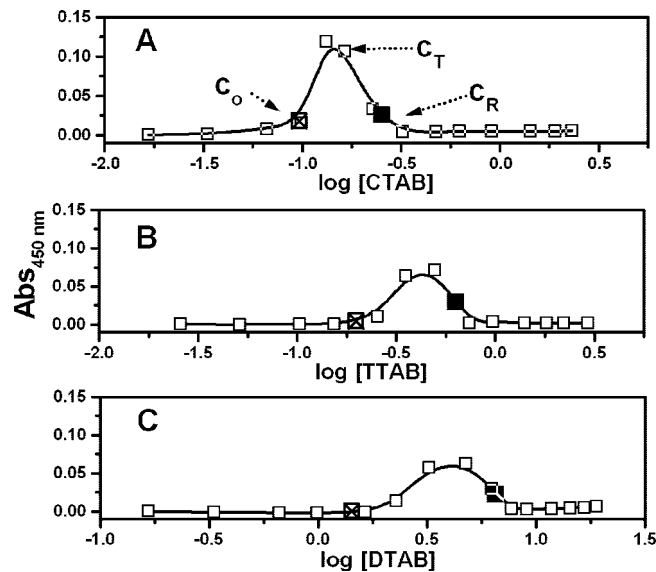 A
C_O
C_T
C_R
0.15
0.10
0.05
0.00
-2.0 -1.5 -1.0 -0.5 0.0 0.5
log [CTAB]
Abs_450 nm
B
0.15
0.10
0.05
0.00
-2.0 -1.5 -1.0 -0.5 0.0 0.5
log [TTAB]
C
0.15
0.10
0.05
0.00
-1.0 -0.5 0.0 0.5 1.0 1.5
log [DTAB]